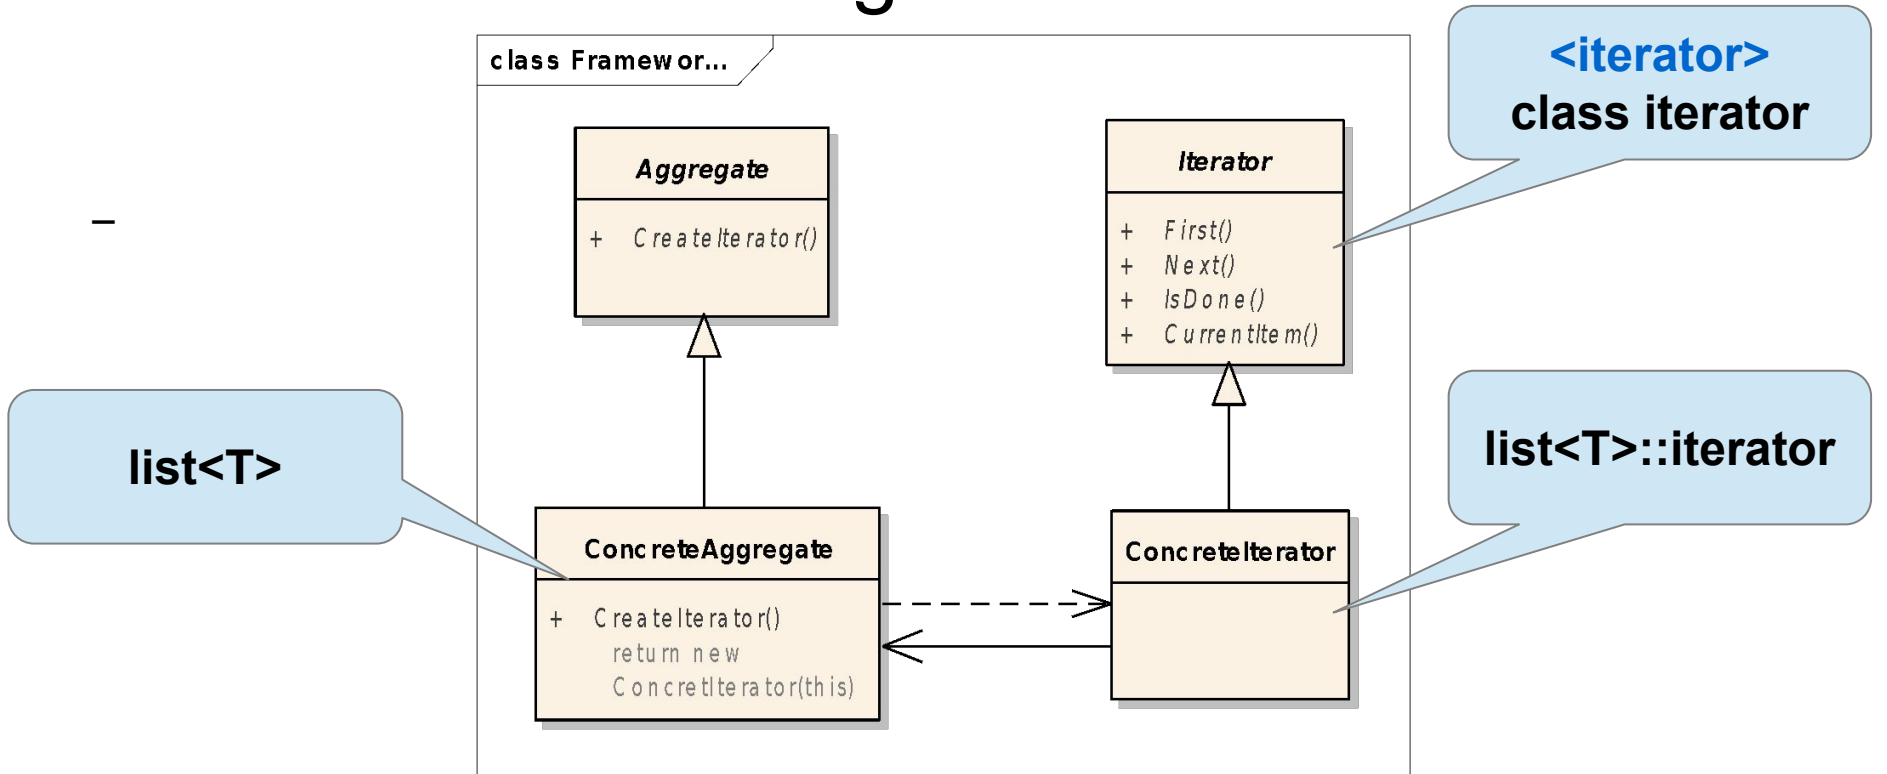 g
class Framewor...
<iterator>
class iterator
Aggregate
+ CreateIterator()
Iterator
+ First()
+ Next()
+ IsDone()
+ CurrentItem()
list<T>
list<T>::iterator
ConcreteAggregate
+ CreateIterator()
return new
ConcretIterator(this)
ConcreteIterator
–